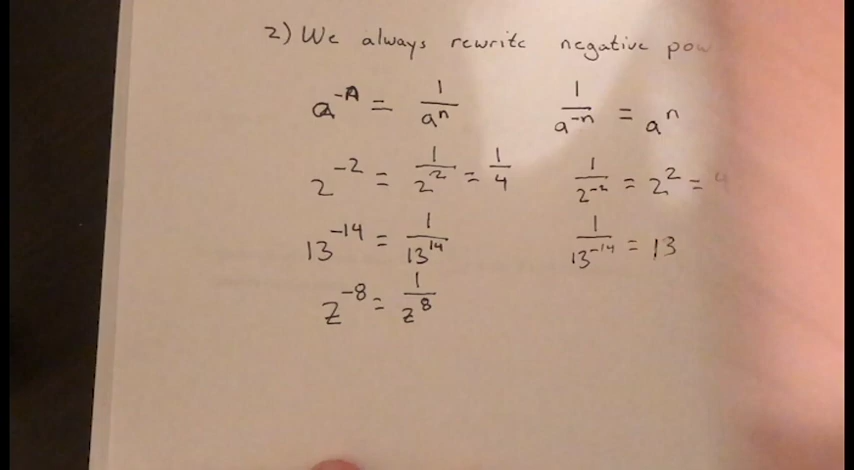 2) We always rewrite negative pow
a^-A = 1/a^n    1/a^-n = a^n
2^-2 = 1/2^2 = 1/4    1/2^-2 = 2^2 = 4
13^-14 = 1/13^14    1/13^-14 = 13
z^-8 = 1/z^8